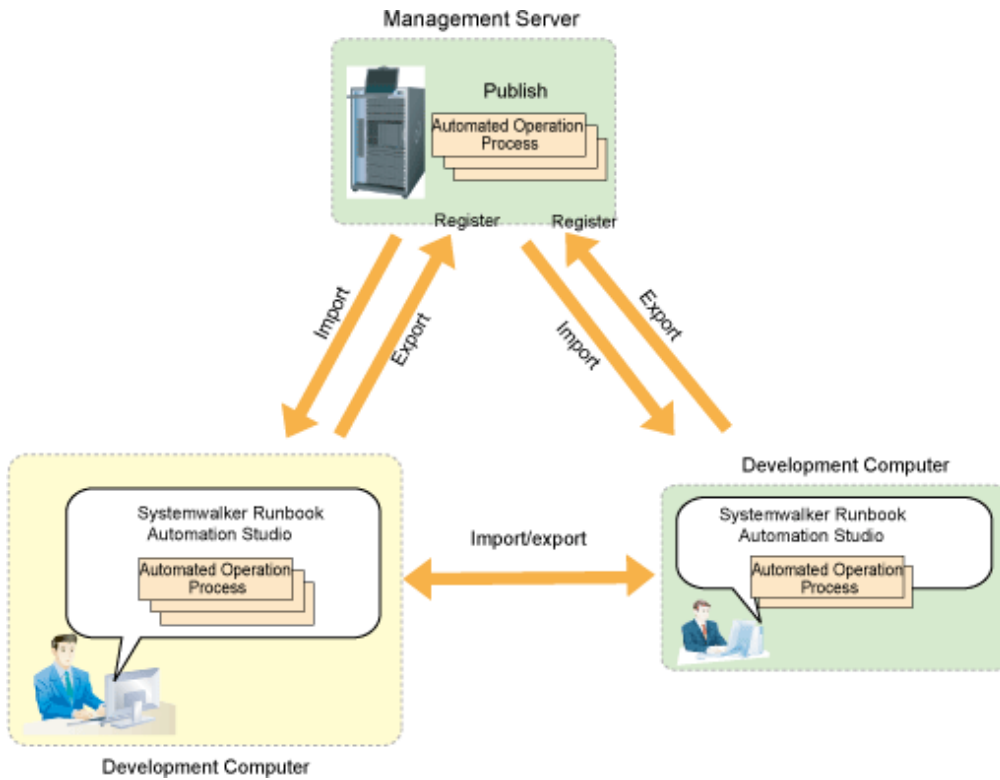 Management Server
Publish
Automated Operation
Process
Register
Register
Import
Export
Import
Export
Development Computer
Systemwalker Runbook
Automation Studio
Automated Operation
Process
Import/export
Systemwalker Runbook
Automation Studio
Automated Operation
Process
Development Computer